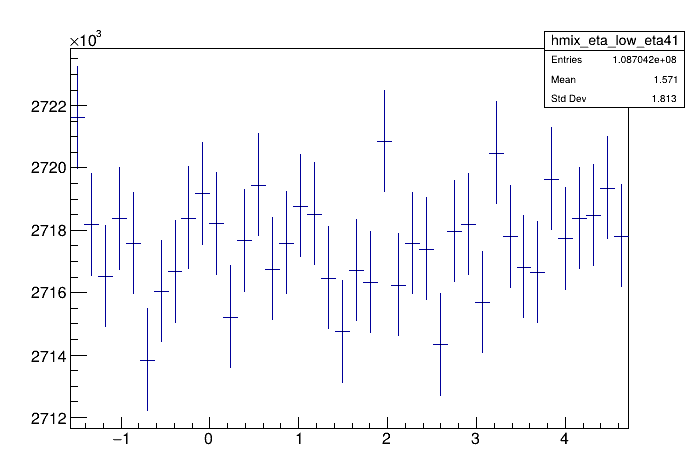 ×10³
hmix_eta_low_eta41
Entries 1.087042e+08
Mean 1.571
Std Dev 1.813
2722
2720
2718
2716
2714
2712
−1 0 1 2 3 4